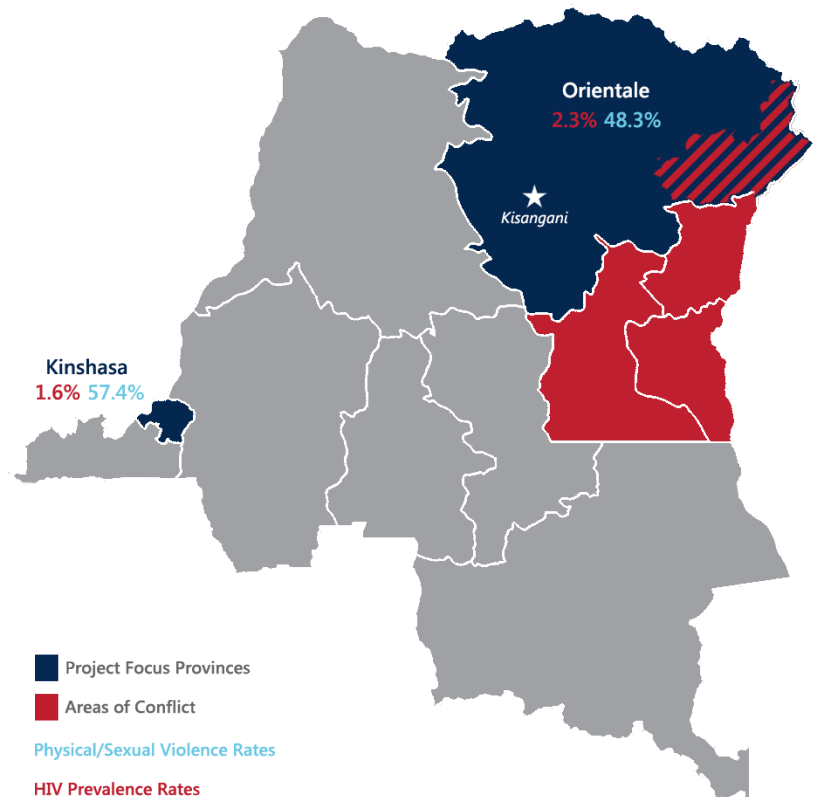 Orientale
2.3% 48.3%
Kisangani
Kinshasa
1.6% 57.4%
Project Focus Provinces
Areas of Conflict
Physical/Sexual Violence Rates
HIV Prevalence Rates